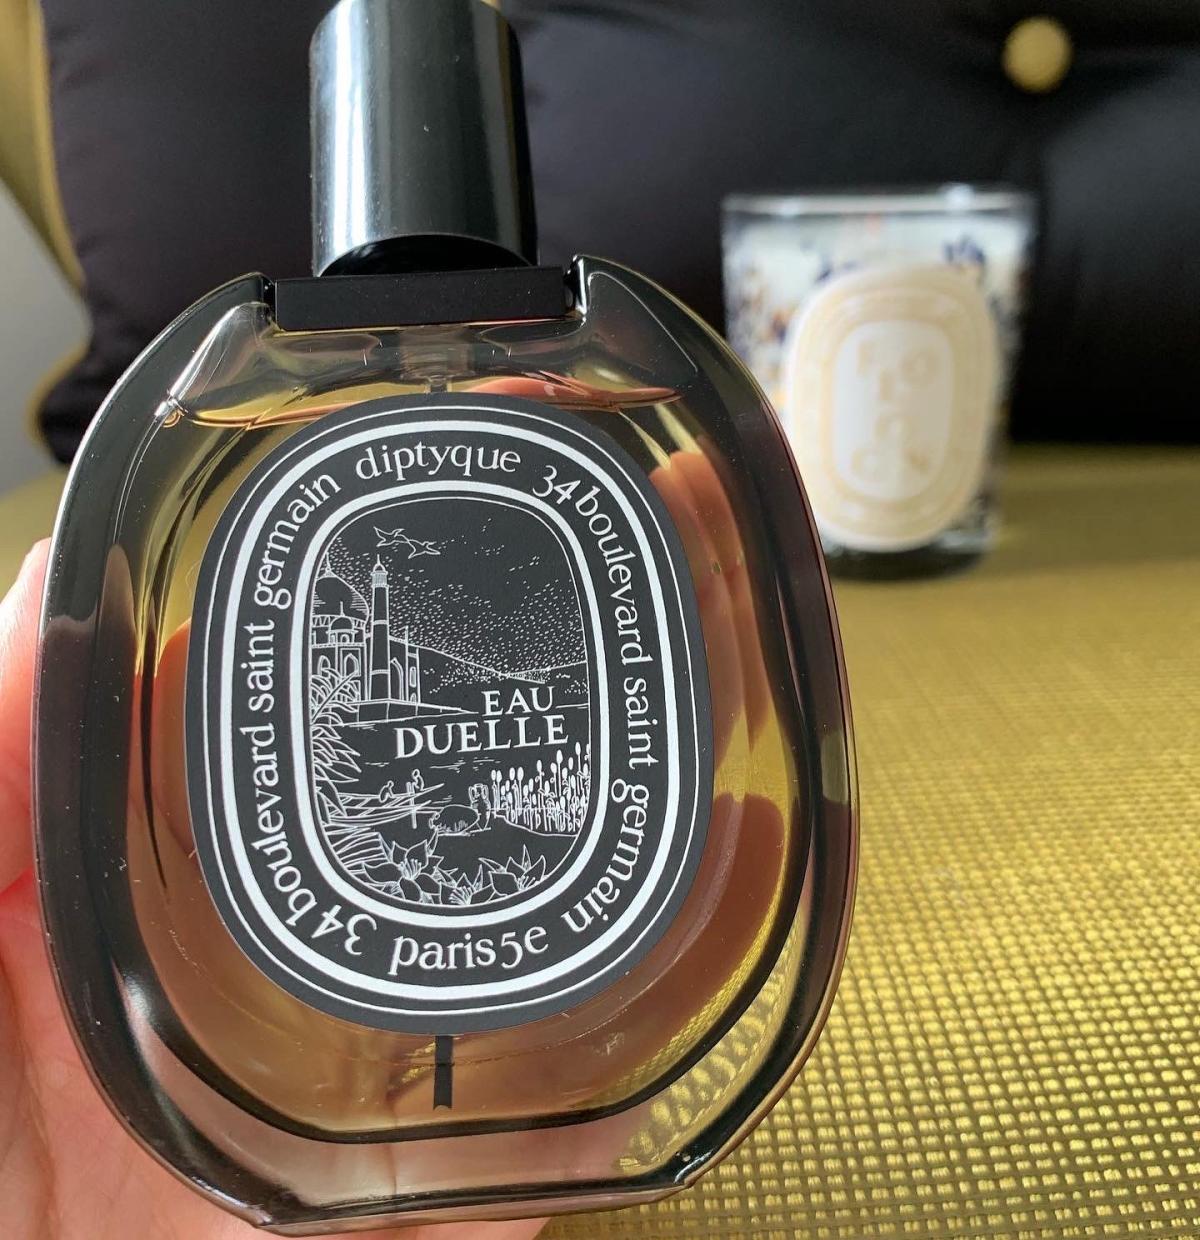 diptyque
34 boulevard saint germain
EAU
DUELLE
34 boulevard saint germain
paris5e